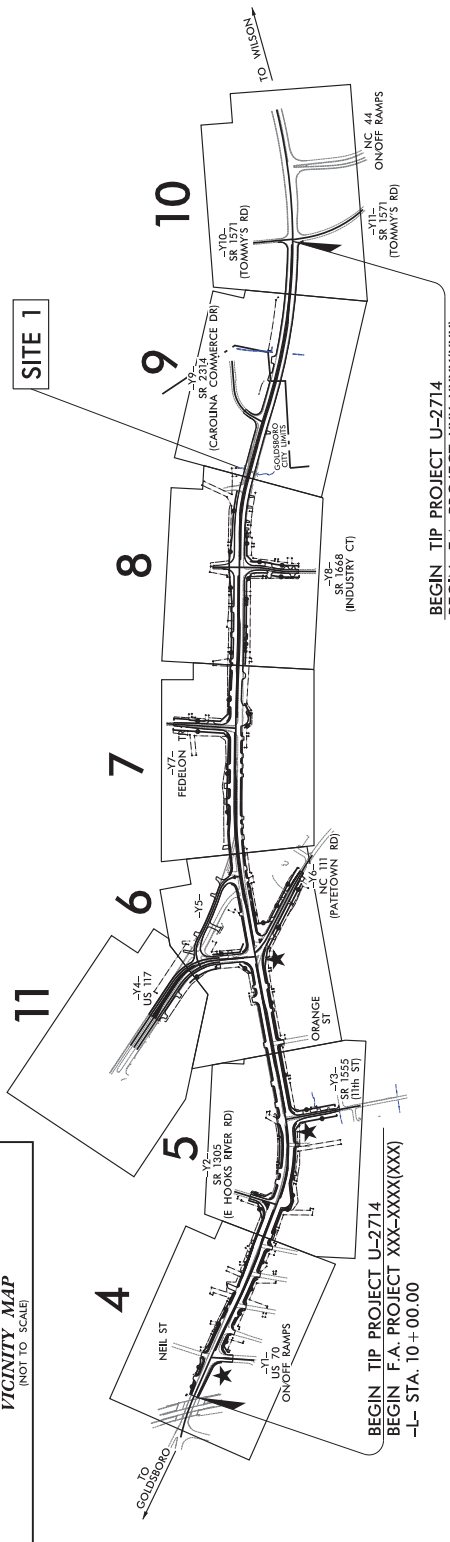 VICINITY MAP
(NOT TO SCALE)
TO
GOLDSBORO
4
NEIL ST
-Y1-
US 70
ON/OFF RAMPS
BEGIN TIP PROJECT U-2714
BEGIN F.A. PROJECT XXX-XXXX(XXX)
-L- STA. 10+00.00
5
-Y2-
SR 1305
(E HOOKS RIVER RD)
-Y3-
SR 1555
(11th ST)
11
-Y4-
US 117
6
-Y5-
ORANGE
ST
-Y6-
NC 111
(PATETOWN RD)
7
-Y7-
FEDELON TR
8
-Y8-
SR 1668
(INDUSTRY CT)
SITE 1
9
-Y9-
SR 2314
(CAROLINA COMMERCE DR)
GOLDSBORO
CITY LIMITS
10
-Y10-
SR 1571
(TOMMY'S RD)
-Y11-
SR 1571
(TOMMY'S RD)
NC 44
ON/OFF RAMPS
TO WILSON
BEGIN TIP PROJECT U-2714